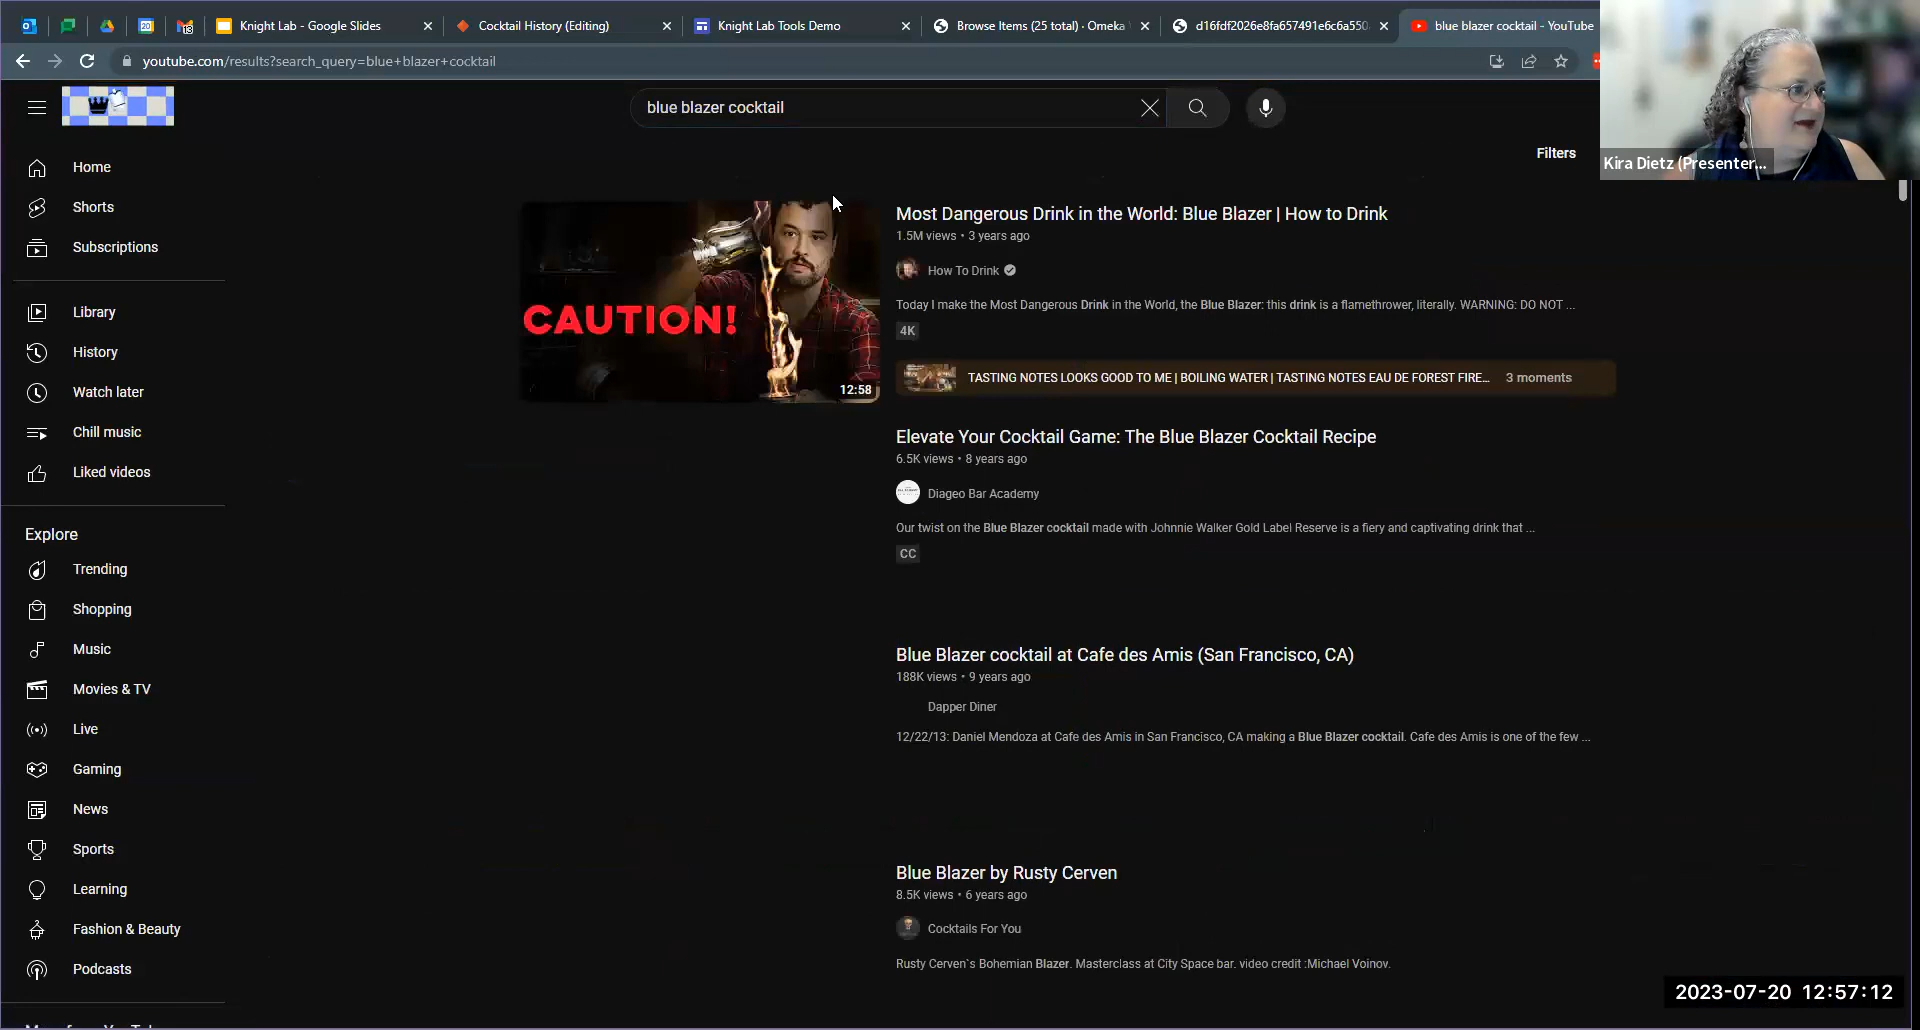 Knight Lab - Google Slides
Cocktail History (Editing)
Knight Lab Tools Demo
Browse Items (25 total) · Omeka
d16fdf2026e8fa657491e6c6a550
blue blazer cocktail - YouTube
youtube.com/results?search_query=blue+blazer+cocktail
blue blazer cocktail
Kira Dietz (Presenter...
Filters
Home
Shorts
Subscriptions
Library
History
Watch later
Chill music
Liked videos
Explore
Trending
Shopping
Music
Movies & TV
Live
Gaming
News
Sports
Learning
Fashion & Beauty
Podcasts
CAUTION!
12:58
Most Dangerous Drink in the World: Blue Blazer | How to Drink
1.5M views • 3 years ago
How To Drink
Today I make the Most Dangerous Drink in the World, the Blue Blazer: this drink is a flamethrower, literally. WARNING: DO NOT ...
4K
TASTING NOTES LOOKS GOOD TO ME | BOILING WATER | TASTING NOTES EAU DE FOREST FIRE...
3 moments
Elevate Your Cocktail Game: The Blue Blazer Cocktail Recipe
6.5K views • 8 years ago
Diageo Bar Academy
Our twist on the Blue Blazer cocktail made with Johnnie Walker Gold Label Reserve is a fiery and captivating drink that ...
CC
Blue Blazer cocktail at Cafe des Amis (San Francisco, CA)
188K views • 9 years ago
Dapper Diner
12/22/13: Daniel Mendoza at Cafe des Amis in San Francisco, CA making a Blue Blazer cocktail. Cafe des Amis is one of the few ...
Blue Blazer by Rusty Cerven
8.5K views • 6 years ago
Cocktails For You
Rusty Cerven`s Bohemian Blazer. Masterclass at City Space bar. video credit :Michael Voinov.
2023-07-20 12:57:12